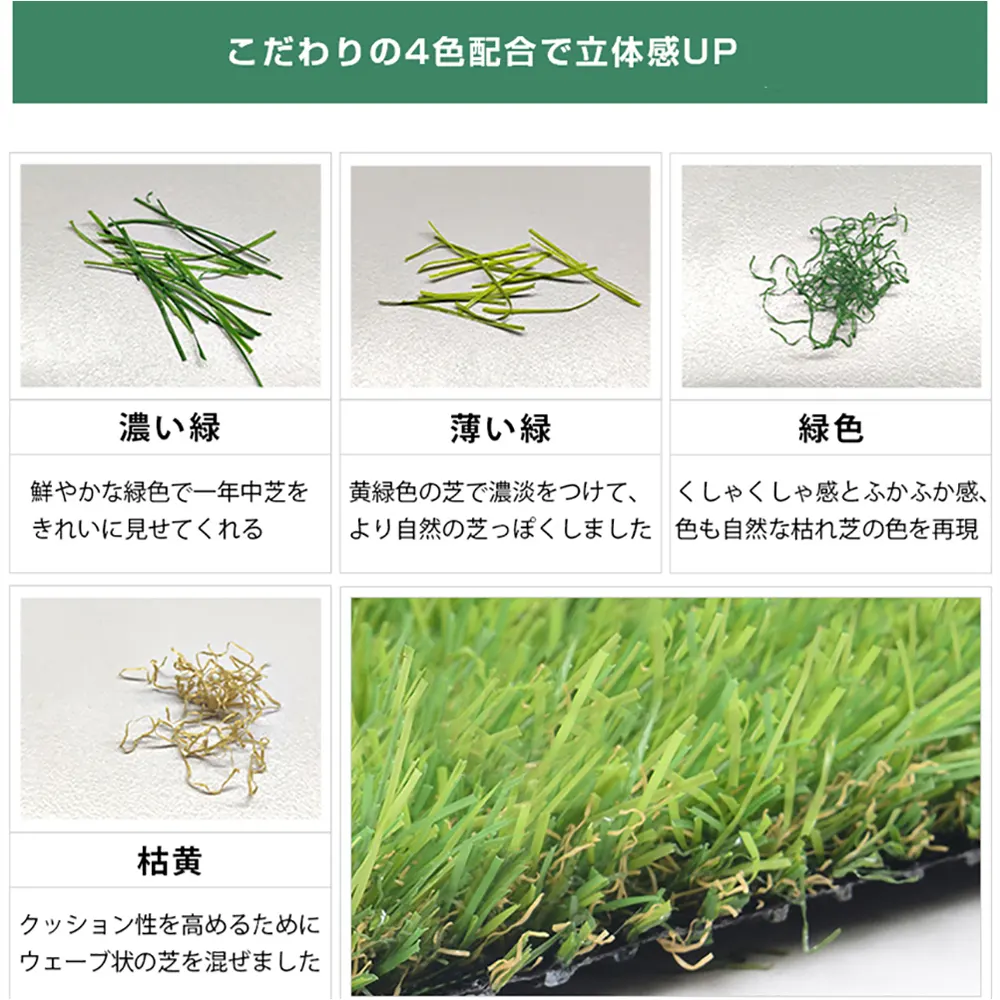 こだわりの4色配合で立体感UP
濃い緑
鮮やかな緑色で一年中芝を
きれいに見せてくれる
薄い緑
黄緑色の芝で濃淡をつけて、
より自然の芝っぽくしました
緑色
くしゃくしゃ感とふかふか感、
色も自然な枯れ芝の色を再現
枯黄
クッション性を高めるために
ウェーブ状の芝を混ぜました